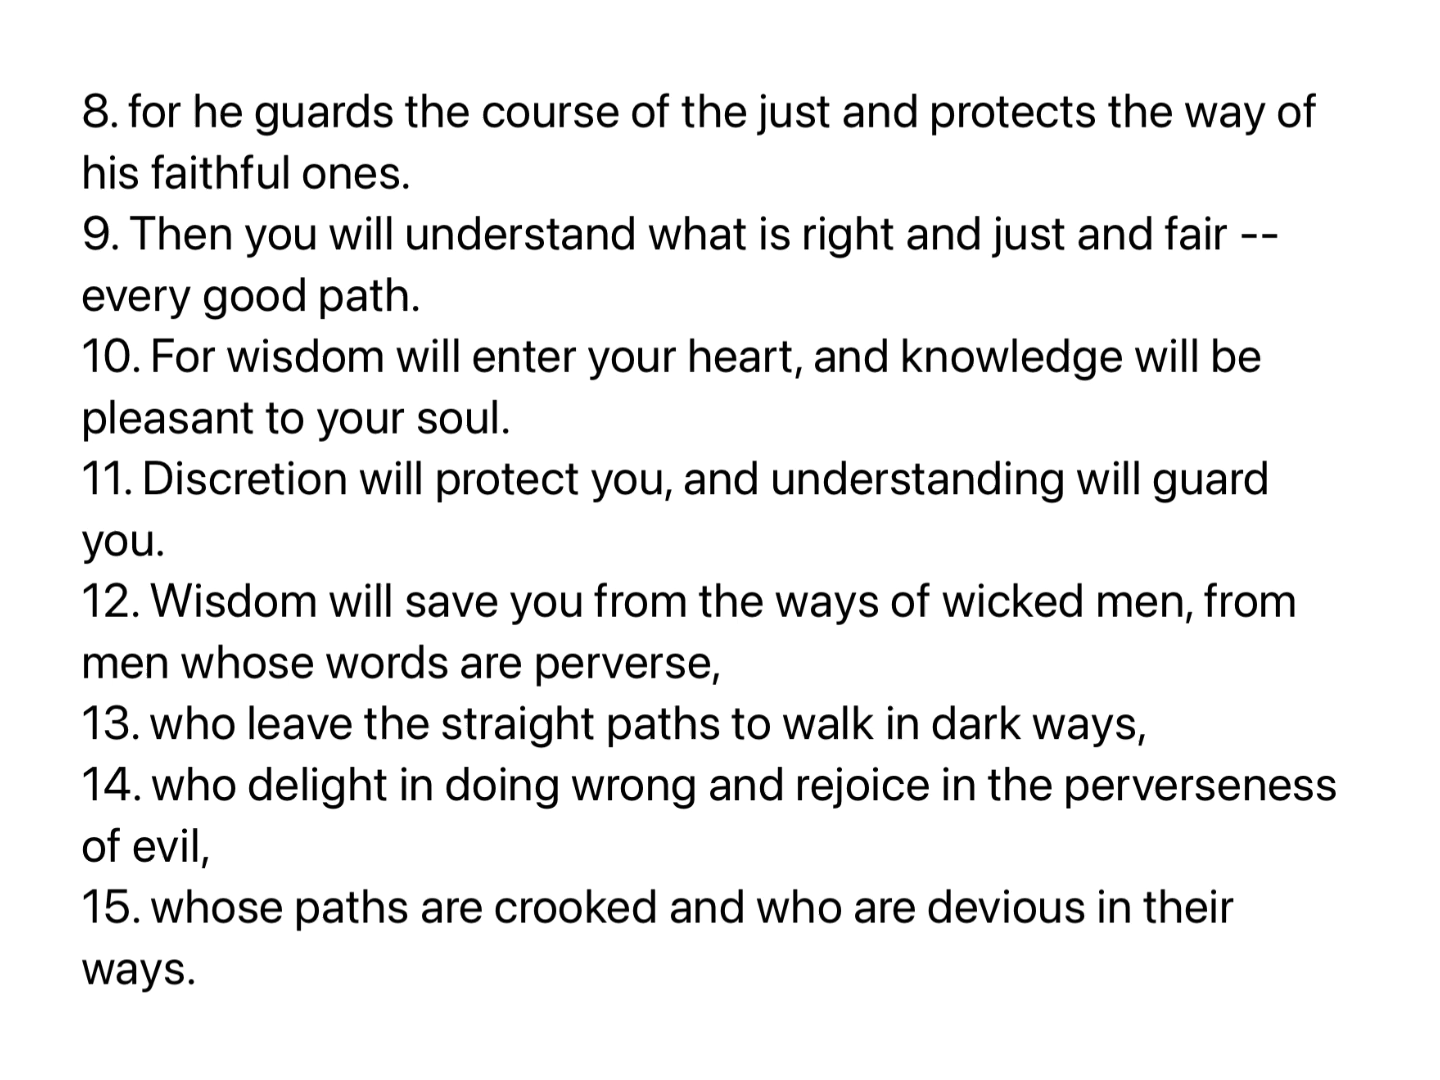 8. for he guards the course of the just and protects the way of
his faithful ones.
9. Then you will understand what is right and just and fair --
every good path.
10. For wisdom will enter your heart, and knowledge will be
pleasant to your soul.
11. Discretion will protect you, and understanding will guard
you.
12. Wisdom will save you from the ways of wicked men, from
men whose words are perverse,
13. who leave the straight paths to walk in dark ways,
14. who delight in doing wrong and rejoice in the perverseness
of evil,
15. whose paths are crooked and who are devious in their
ways.